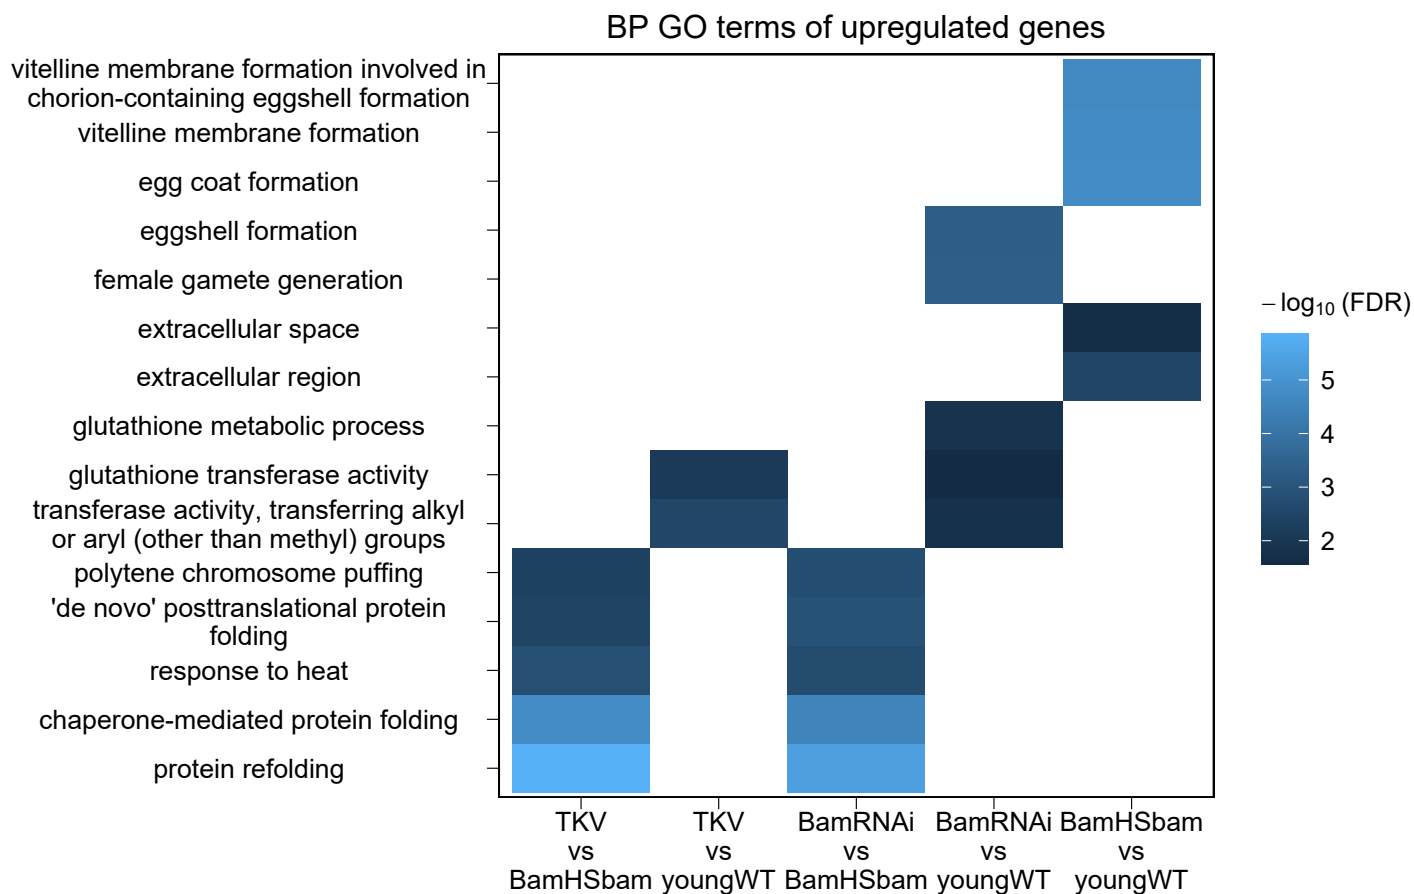 BP GO terms of upregulated genes
vitelline membrane formation involved in
chorion-containing eggshell formation
vitelline membrane formation
egg coat formation
eggshell formation
female gamete generation
extracellular space
extracellular region
glutathione metabolic process
glutathione transferase activity
transferase activity, transferring alkyl
or aryl (other than methyl) groups
polytene chromosome puffing
'de novo' posttranslational protein
folding
response to heat
chaperone-mediated protein folding
protein refolding
TKV
vs
BamHSbam
TKV
vs
youngWT
BamRNAi
vs
BamHSbam
BamRNAi
vs
youngWT
BamHSbam
vs
youngWT
− log₁₀ (FDR)
5
4
3
2